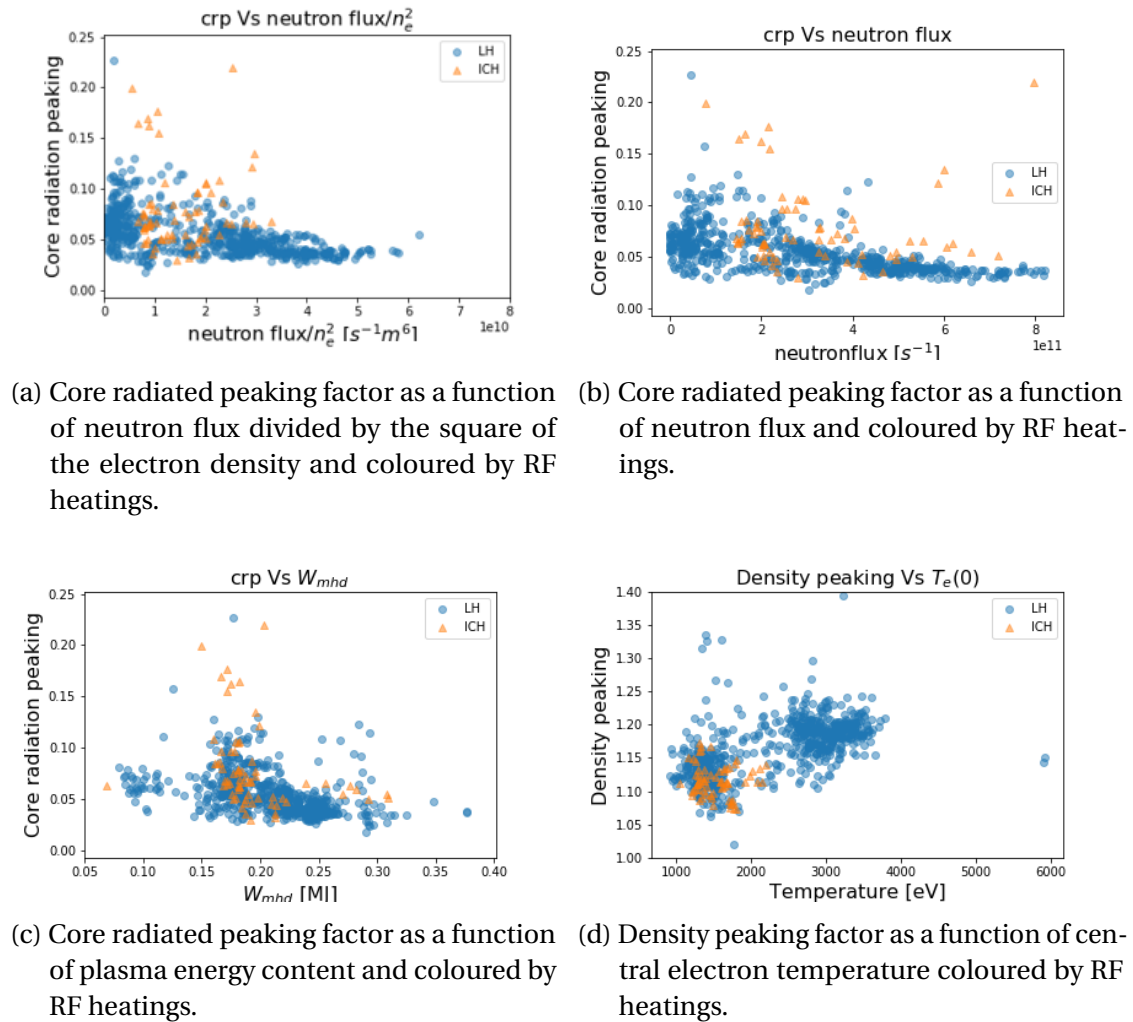 crp Vs neutron flux/$n_e^2$
Core radiation peaking
0.25
0.20
0.15
0.10
0.05
0.00
LH
ICH
0 1 2 3 4 5 6 7 8
1e10
neutron flux/$n_e^2$ [$s^{-1}m^6$]
(a) Core radiated peaking factor as a function
of neutron flux divided by the square of
the electron density and coloured by RF
heatings.
crp Vs neutron flux
Core radiation peaking
0.25
0.20
0.15
0.10
0.05
0.00
LH
ICH
0 2 4 6 8
1e11
neutronflux [$s^{-1}$]
(b) Core radiated peaking factor as a function
of neutron flux and coloured by RF heat-
ings.
crp Vs $W_{mhd}$
Core radiation peaking
0.25
0.20
0.15
0.10
0.05
0.00
LH
ICH
0.05 0.10 0.15 0.20 0.25 0.30 0.35 0.40
$W_{mhd}$ [MJ]
(c) Core radiated peaking factor as a function
of plasma energy content and coloured by
RF heatings.
Density peaking Vs $T_e(0)$
Density peaking
1.40
1.35
1.30
1.25
1.20
1.15
1.10
1.05
1.00
LH
ICH
1000 2000 3000 4000 5000 6000
Temperature [eV]
(d) Density peaking factor as a function of cen-
tral electron temperature coloured by RF
heatings.